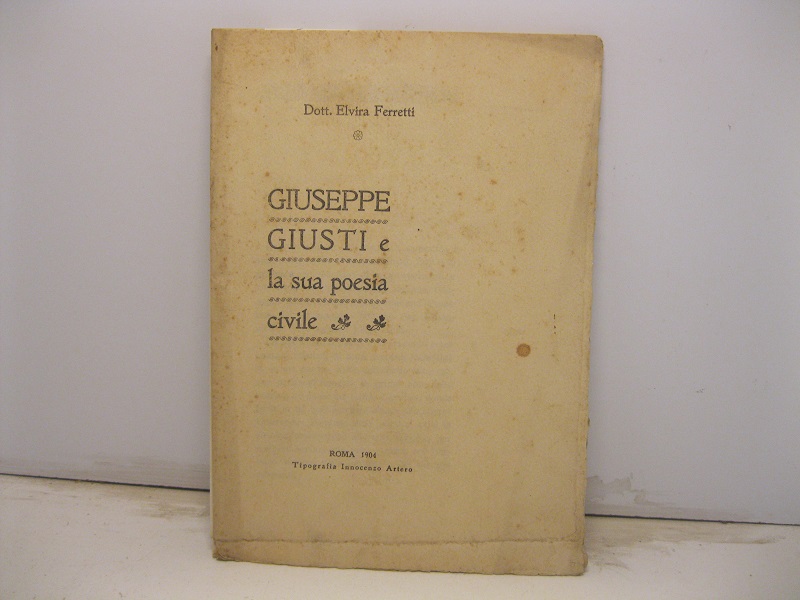 Dott. Elvira Ferretti
GIUSEPPE
GIUSTI e
la sua poesia
civile
ROMA 1904
Tipografia Innocenzo Artero